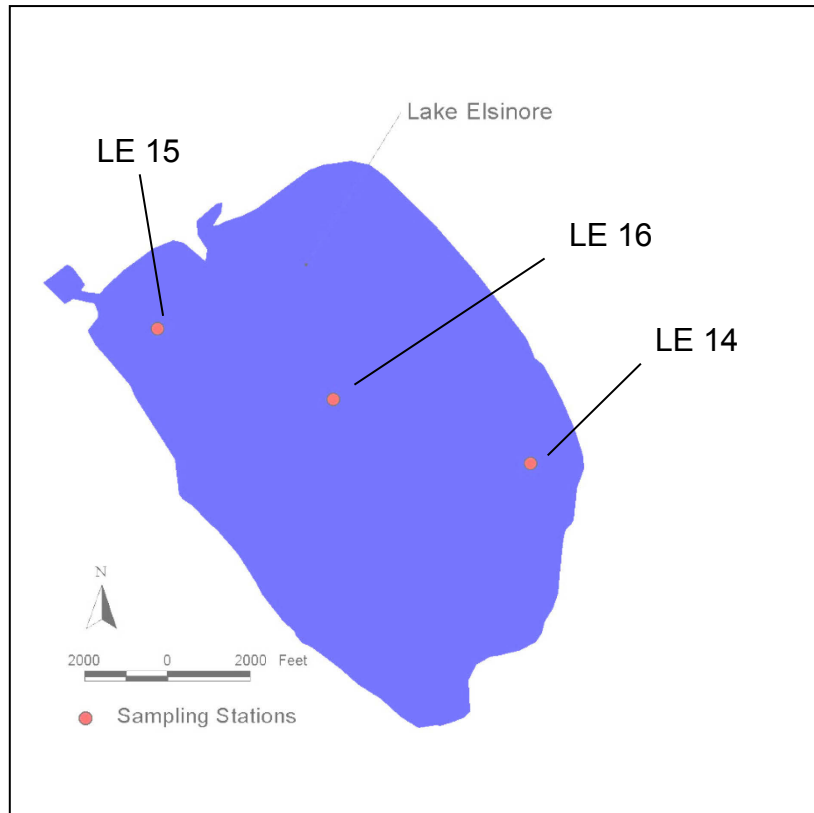 Lake Elsinore
LE 15
LE 16
LE 14
N
2000 0 2000 Feet
Sampling Stations